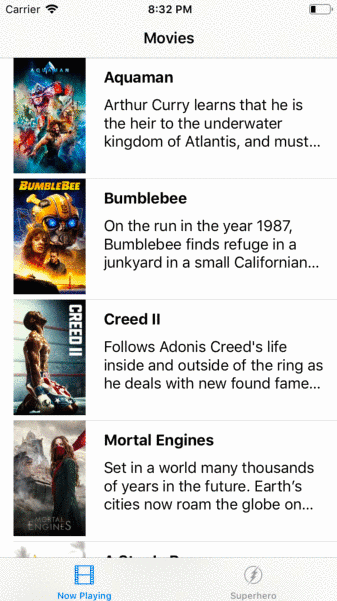 Carrier 8:32 PM
Movies
AQUAMAN
Aquaman
Arthur Curry learns that he is
the heir to the underwater
kingdom of Atlantis, and must...
BUMBLEBEE
Bumblebee
On the run in the year 1987,
Bumblebee finds refuge in a
junkyard in a small Californian...
CREED II
Creed II
Follows Adonis Creed's life
inside and outside of the ring as
he deals with new found fame...
MORTAL
ENGINES
Mortal Engines
Set in a world many thousands
of years in the future. Earth’s
cities now roam the globe on...
Now Playing Superhero